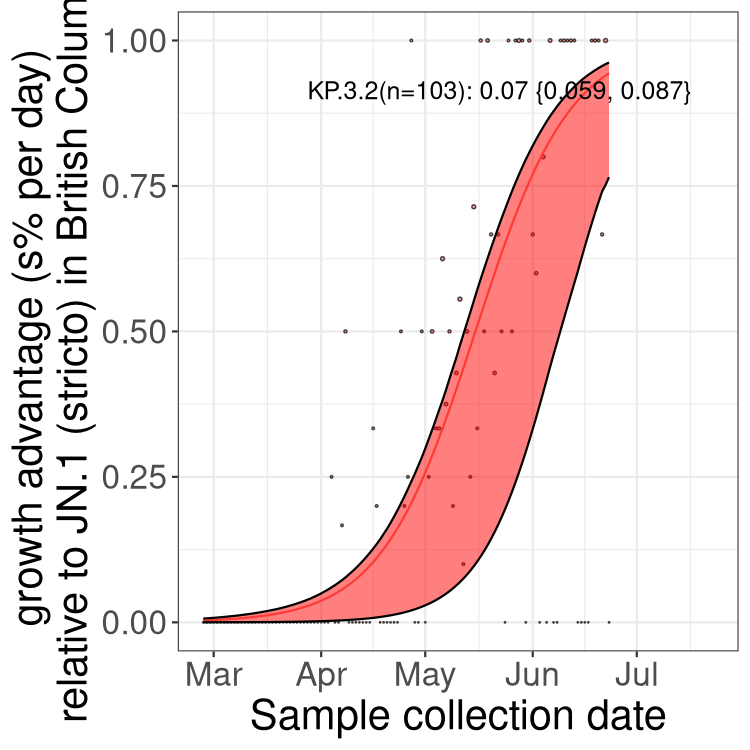 growth advantage (s% per day)
relative to JN.1 (stricto) in British Colum
1.00
0.75
0.50
0.25
0.00
KP.3.2(n=103): 0.07 {0.059, 0.087}
Mar Apr May Jun Jul
Sample collection date